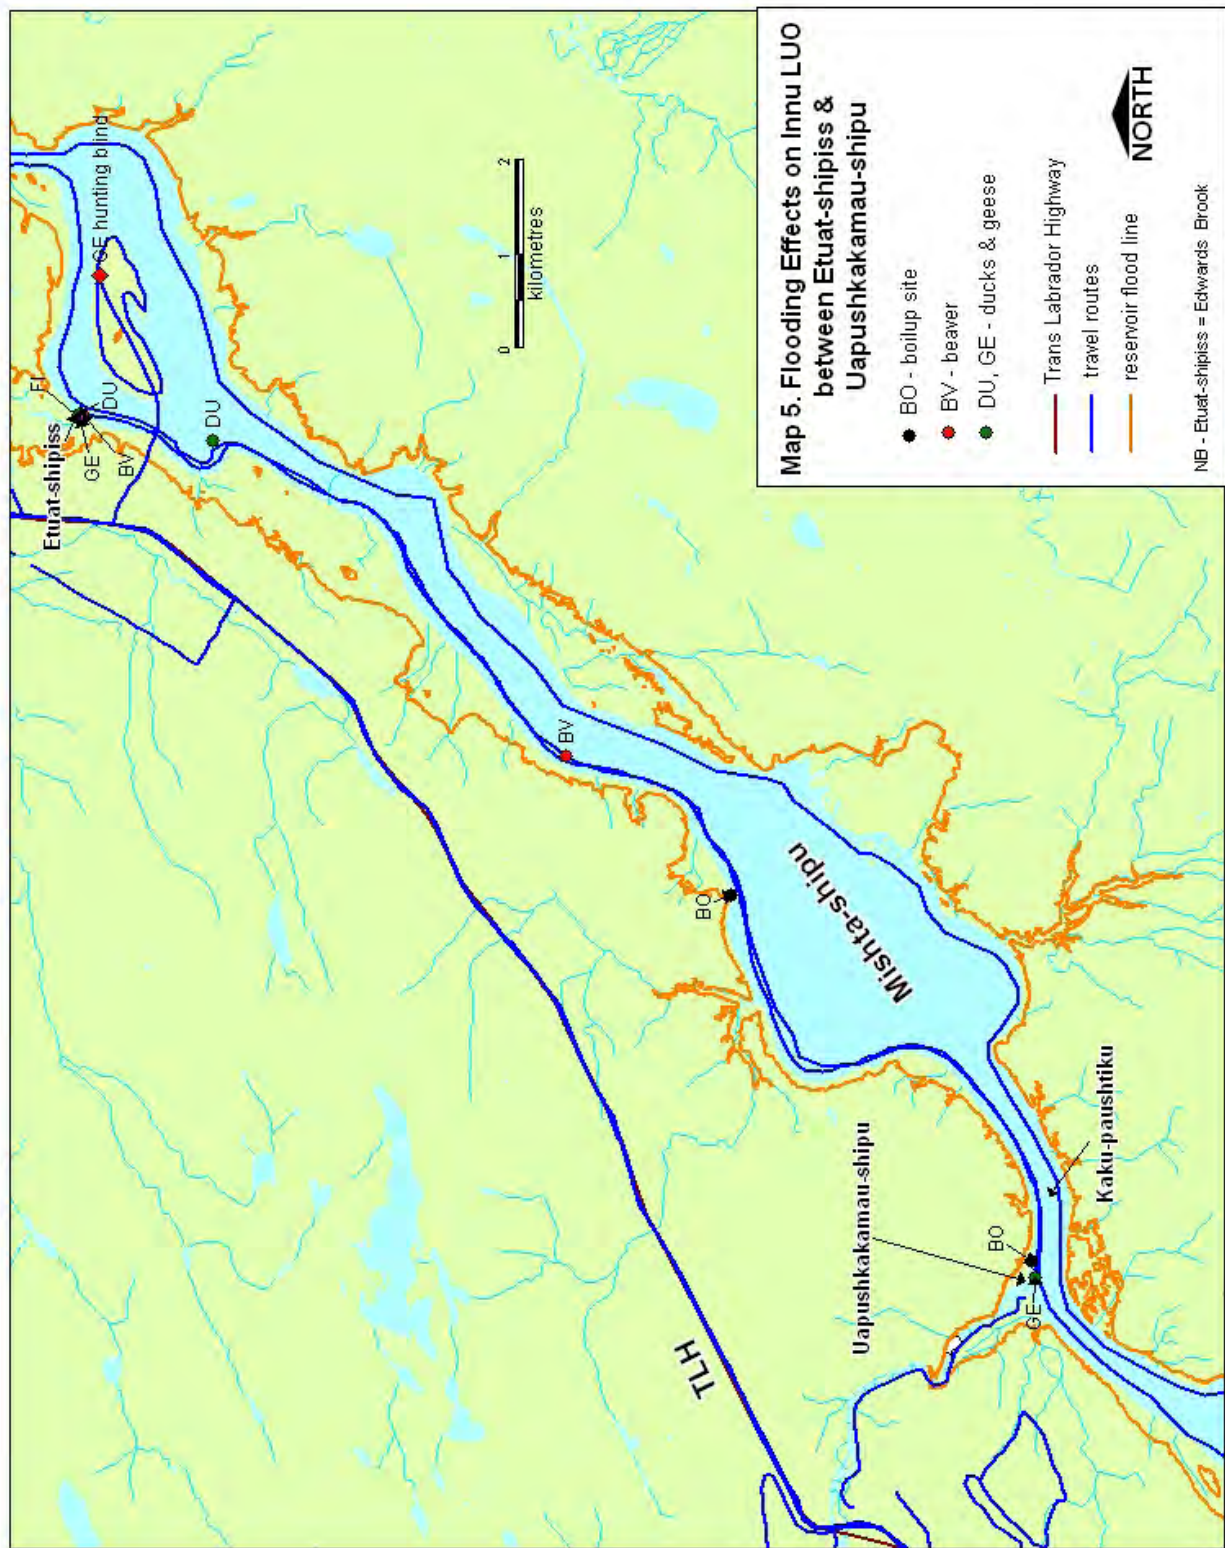 Map 5. Flooding Effects on Innu LUO
between Etuat-shipiss &
Uapushkakamau-shipu
BO - boilup site
BV - beaver
DU, GE - ducks & geese
Trans Labrador Highway
travel routes
reservoir flood line
NORTH
NB - Etuat-shipiss = Edwards Brook
0 1 2
kilometres
TLH
Uapushkakamau-shipu
BO
GE
Kaku-paushtiku
Mishta-shipu
BO
BV
DU
Etuat-shipiss
FI
GE
DU
BV
GE hunting blind